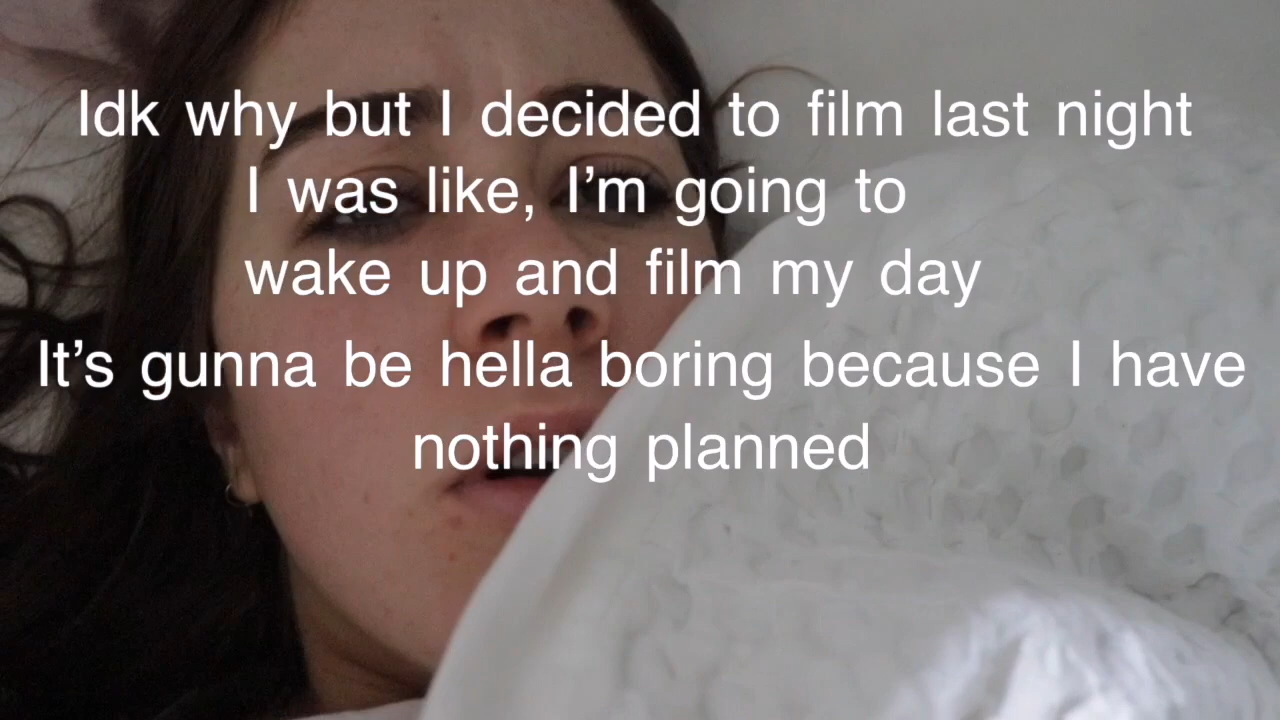 Idk why but I decided to film last night
I was like, I'm going to
wake up and film my day
It's gunna be hella boring because I have
nothing planned